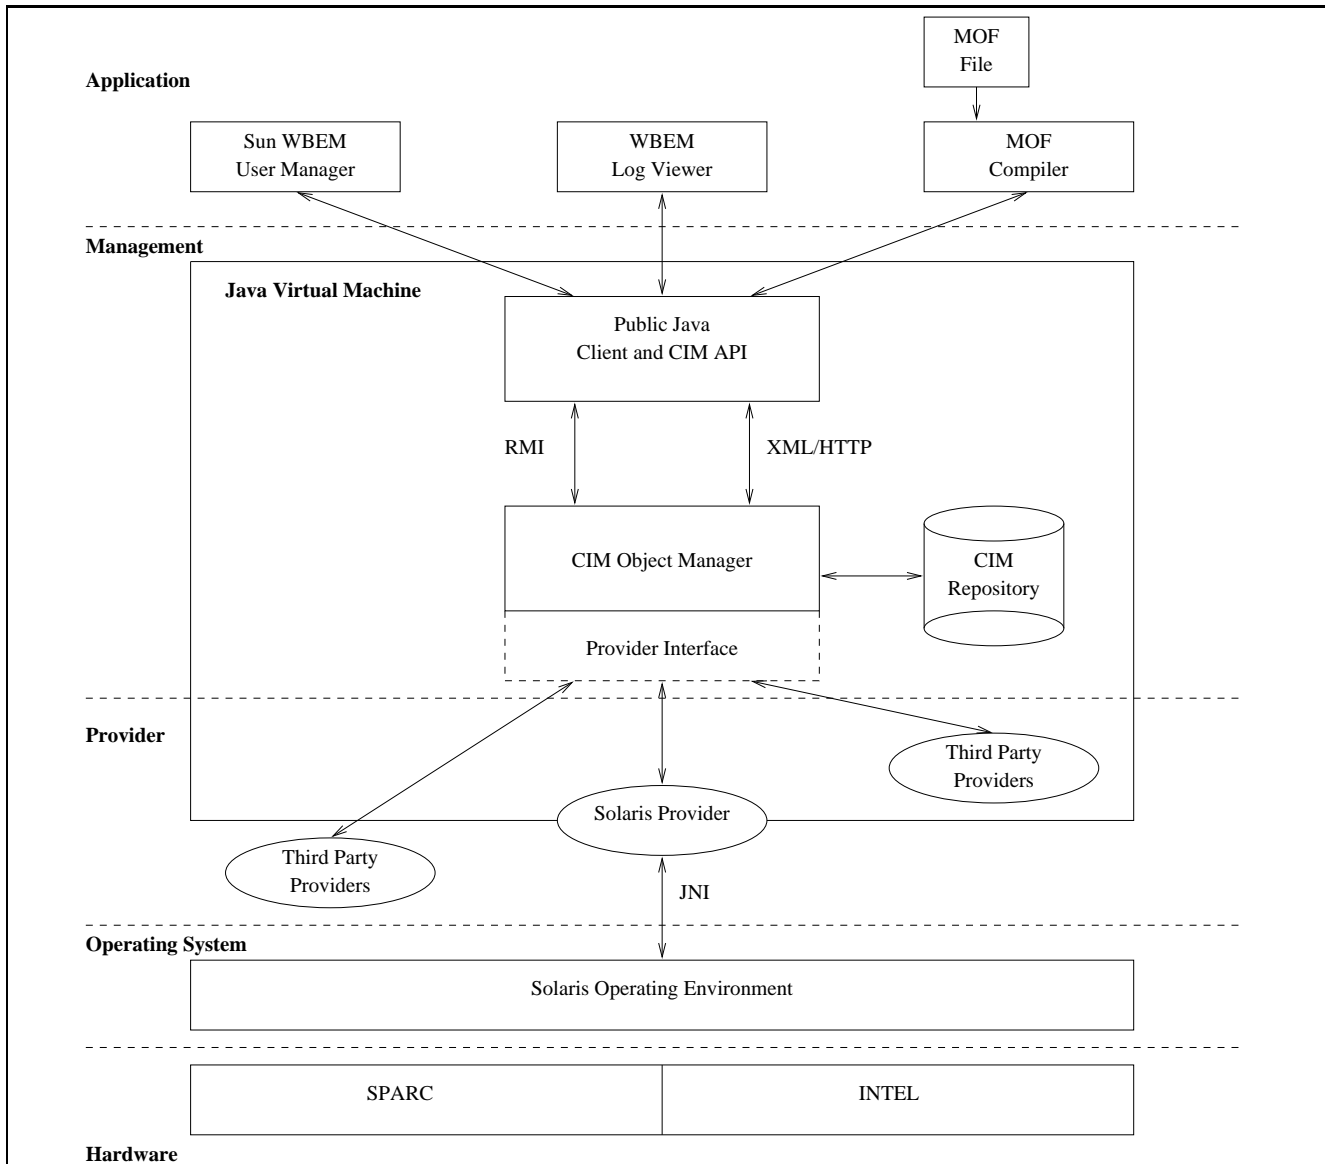 MOF
File
Application
Sun WBEM
User Manager
WBEM
Log Viewer
MOF
Compiler
Management
Java Virtual Machine
Public Java
Client and CIM API
RMI
XML/HTTP
CIM Object Manager
CIM
Repository
Provider Interface
Provider
Third Party
Providers
Solaris Provider
Third Party
Providers
JNI
Operating System
Solaris Operating Environment
SPARC
INTEL
Hardware